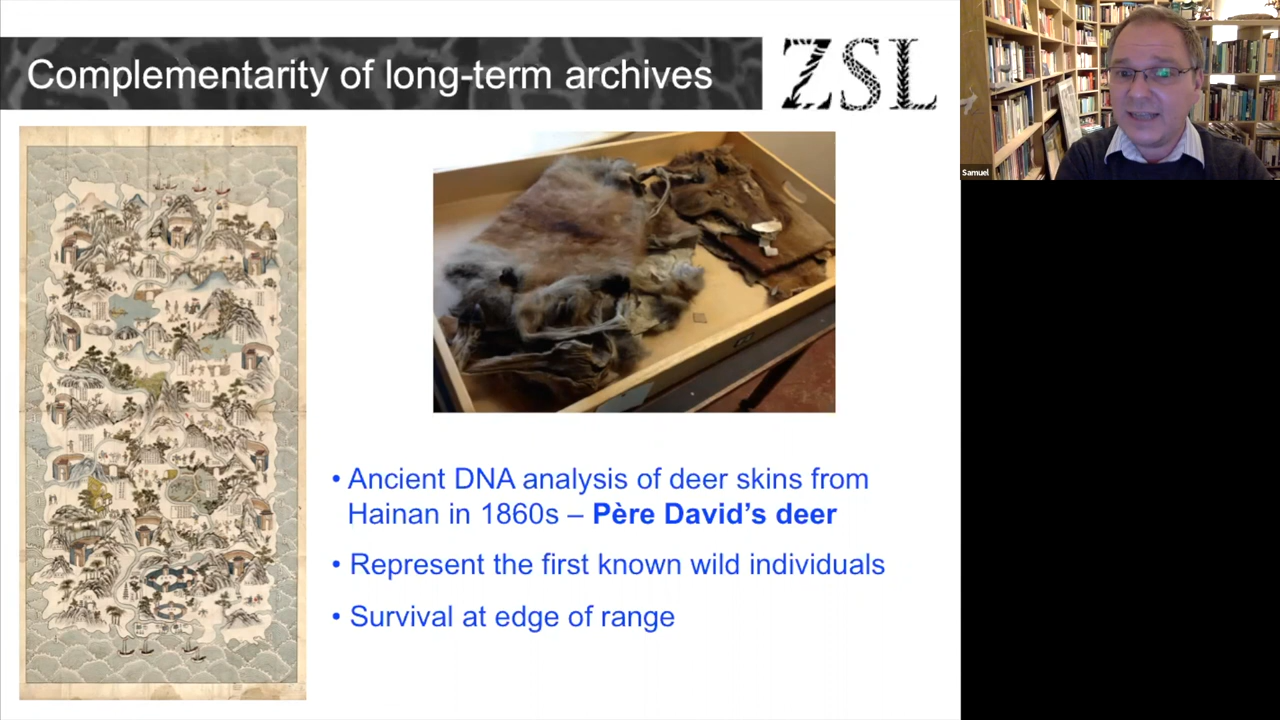 Complementarity of long-term archives
ZSL
Samuel
• Ancient DNA analysis of deer skins from
Hainan in 1860s – Père David's deer
• Represent the first known wild individuals
• Survival at edge of range